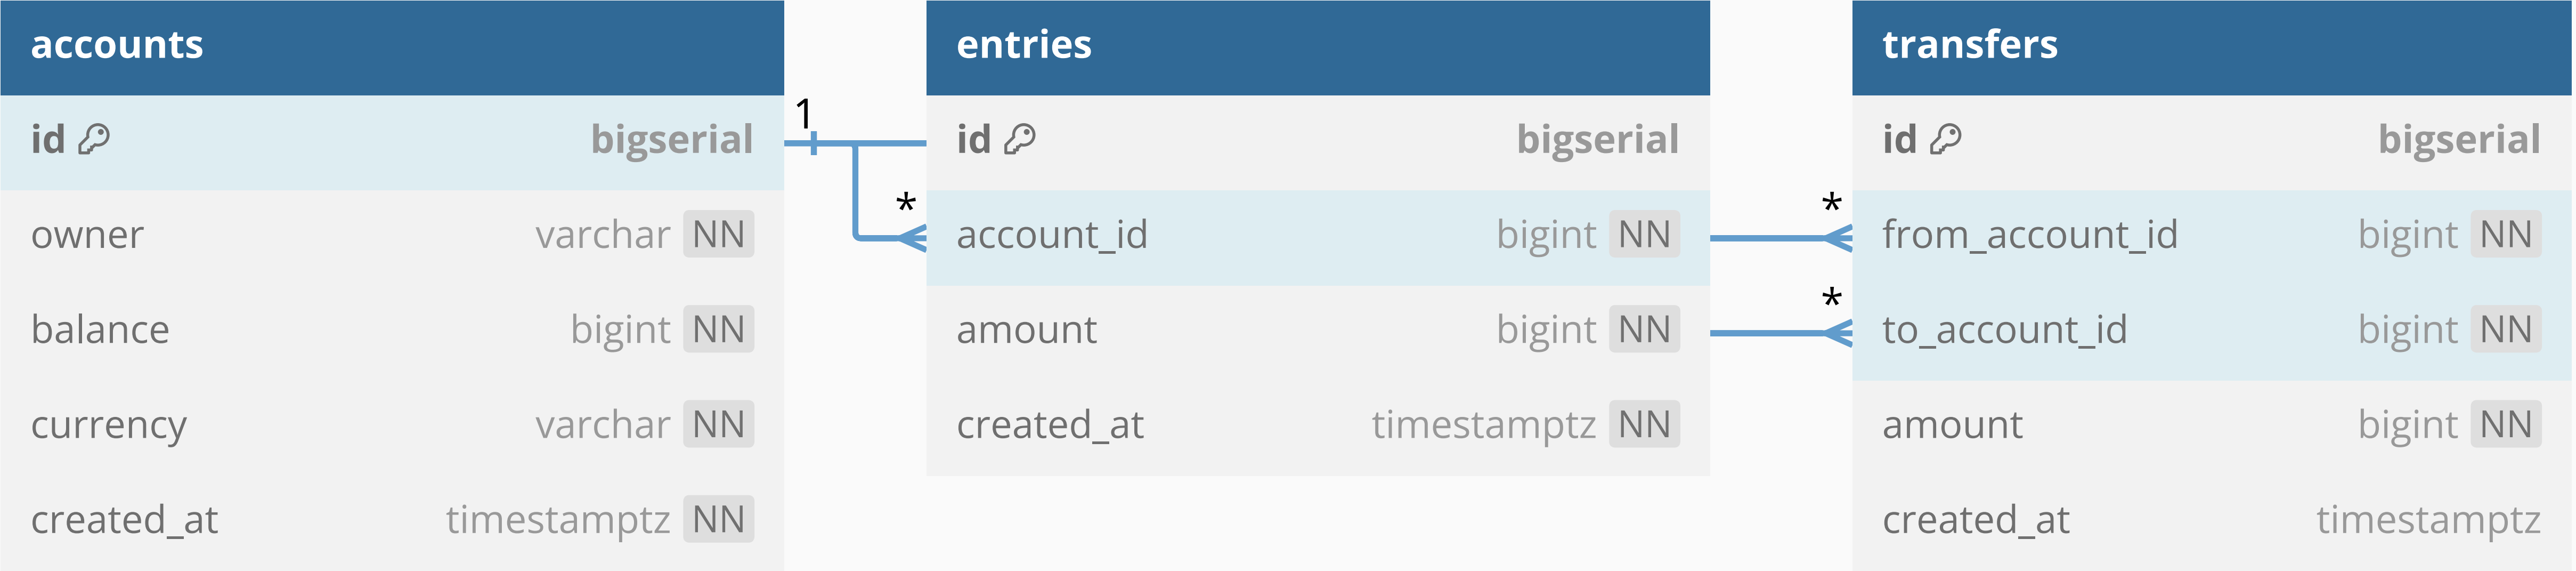 accounts
id bigserial
owner varchar NN
balance bigint NN
currency varchar NN
created_at timestamptz NN
1
*
entries
id bigserial
account_id bigint NN
amount bigint NN
created_at timestamptz NN
*
*
transfers
id bigserial
from_account_id bigint NN
to_account_id bigint NN
amount bigint NN
created_at timestamptz